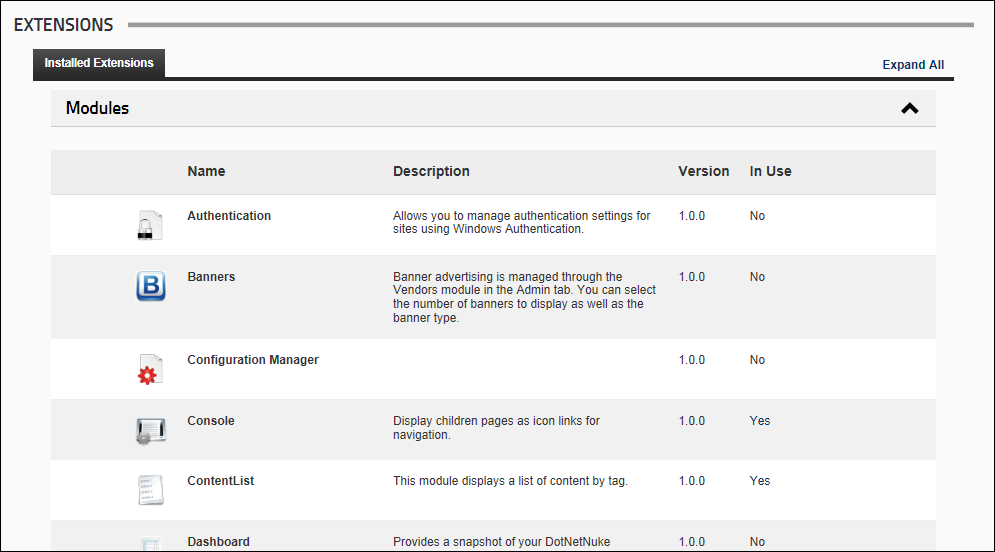 EXTENSIONS
Installed Extensions
Expand All
Modules
Name Description Version In Use
Authentication Allows you to manage authentication settings for 1.0.0 No
sites using Windows Authentication.
B
Banners Banner advertising is managed through the 1.0.0 No
Vendors module in the Admin tab. You can select
the number of banners to display as well as the
banner type.
Configuration Manager 1.0.0 No
Console Display children pages as icon links for 1.0.0 Yes
navigation.
ContentList This module displays a list of content by tag. 1.0.0 Yes
Dashboard Provides a snapshot of your DotNetNuke 1.0.0 No